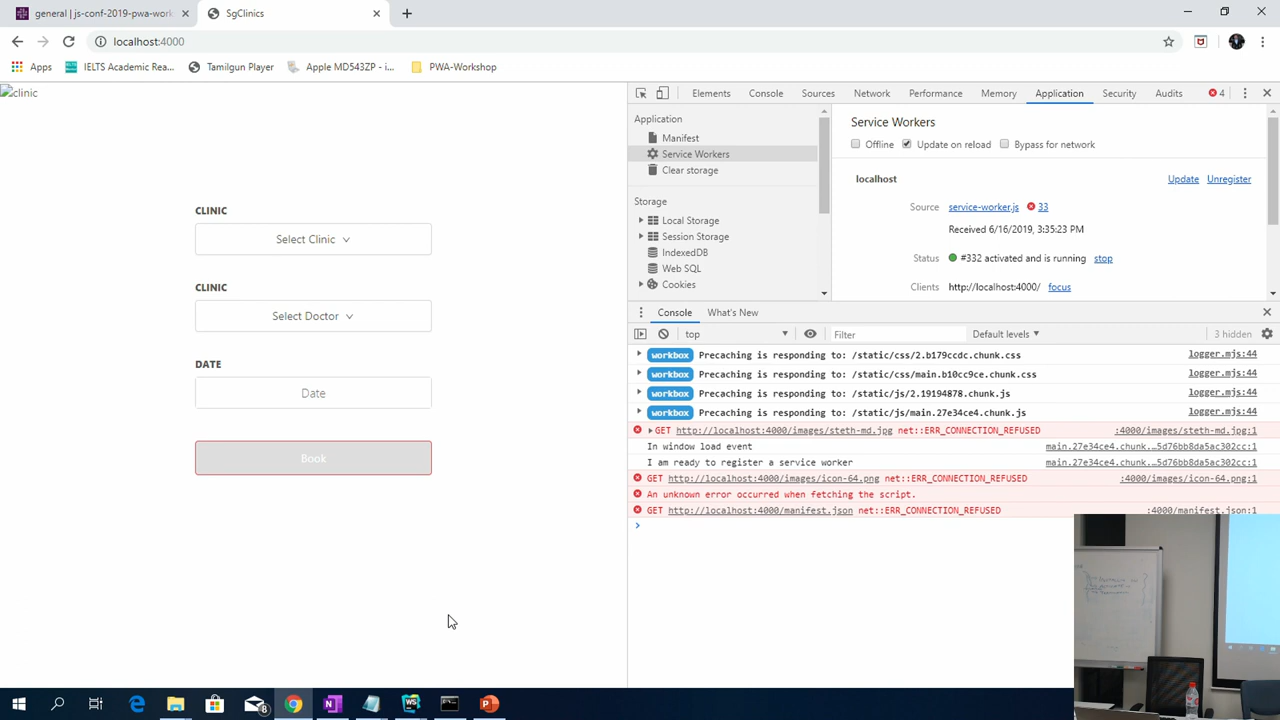 general | js-conf-2019-pwa-work
SgClinics
localhost:4000
Apps
IELTS Academic Rea...
Tamilgun Player
Apple MD543ZP - i...
PWA-Workshop
clinic
CLINIC
Select Clinic
CLINIC
Select Doctor
DATE
Date
Book
Elements
Console
Sources
Network
Performance
Memory
Application
Security
Audits
4
Application
Manifest
Service Workers
Clear storage
Storage
Local Storage
Session Storage
IndexedDB
Web SQL
Cookies
Service Workers
Offline
Update on reload
Bypass for network
localhost
Update
Unregister
Source
service-worker.js
33
Received 6/16/2019, 3:35:23 PM
Status
#332 activated and is running
stop
Clients
http://localhost:4000/
focus
Console
What's New
top
Filter
Default levels
3 hidden
workbox Precaching is responding to: /static/css/2.b179ccdc.chunk.css logger.mjs:44
workbox Precaching is responding to: /static/css/main.b10cc9ce.chunk.css logger.mjs:44
workbox Precaching is responding to: /static/js/2.19194878.chunk.js logger.mjs:44
workbox Precaching is responding to: /static/js/main.27e34ce4.chunk.js logger.mjs:44
GET http://localhost:4000/images/steth-md.jpg net::ERR_CONNECTION_REFUSED :4000/images/steth-md.jpg:1
In window load event main.27e34ce4.chunk.…5d76bb8da5ac302cc:1
I am ready to register a service worker main.27e34ce4.chunk.…5d76bb8da5ac302cc:1
GET http://localhost:4000/images/icon-64.png net::ERR_CONNECTION_REFUSED :4000/images/icon-64.png:1
An unknown error occurred when fetching the script.
GET http://localhost:4000/manifest.json net::ERR_CONNECTION_REFUSED :4000/manifest.json:1
8